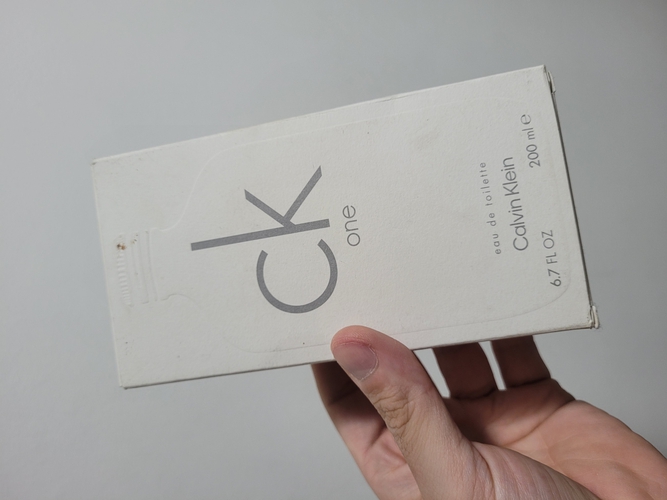 ck
one
eau de toilette
Calvin Klein
6.7 FL OZ 200 ml ℮